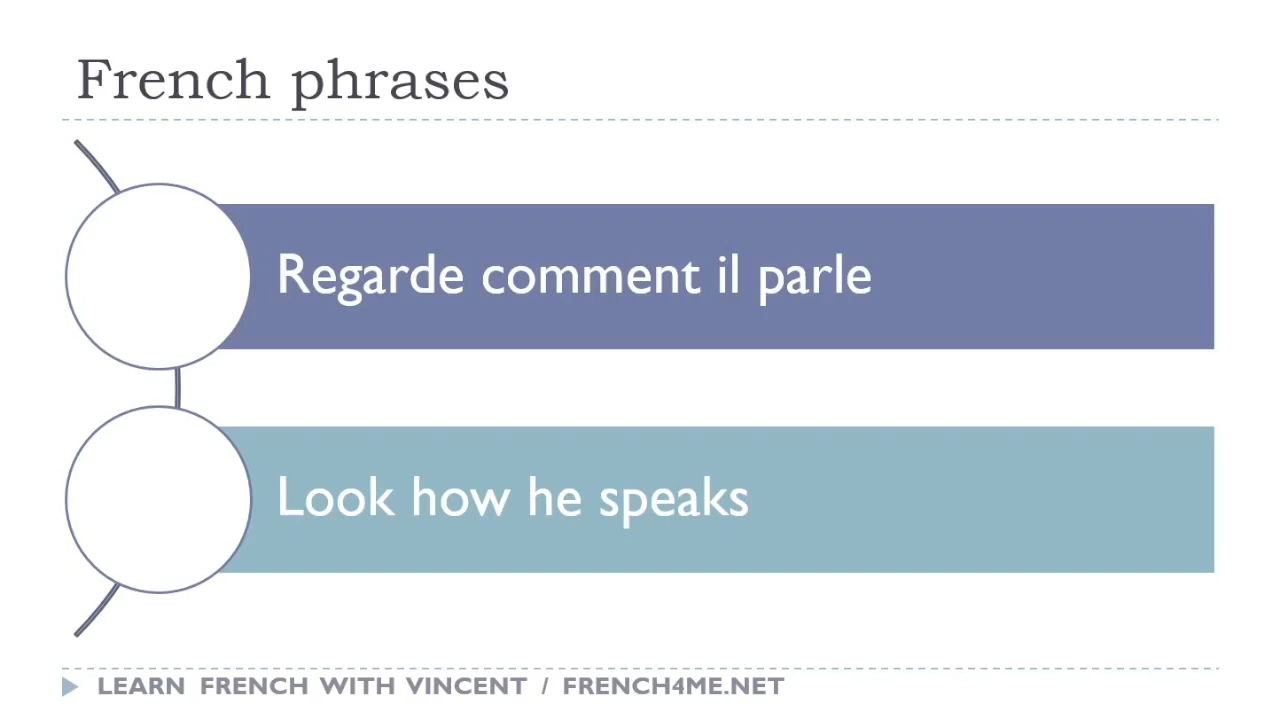 French phrases
Regarde comment il parle
Look how he speaks
LEARN FRENCH WITH VINCENT / FRENCH4ME.NET